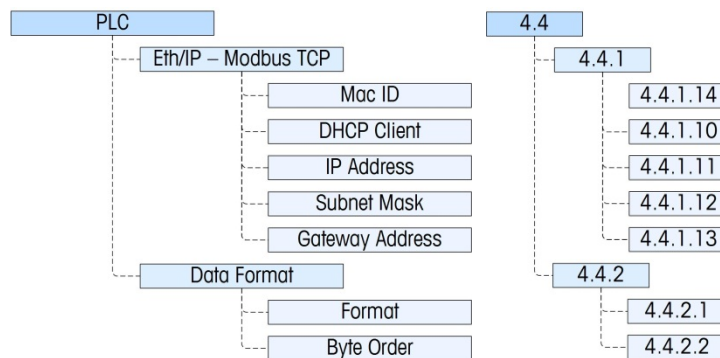 PLC 4.4
Eth/IP – Modbus TCP 4.4.1
Mac ID 4.4.1.14
DHCP Client 4.4.1.10
IP Address 4.4.1.11
Subnet Mask 4.4.1.12
Gateway Address 4.4.1.13
Data Format 4.4.2
Format 4.4.2.1
Byte Order 4.4.2.2